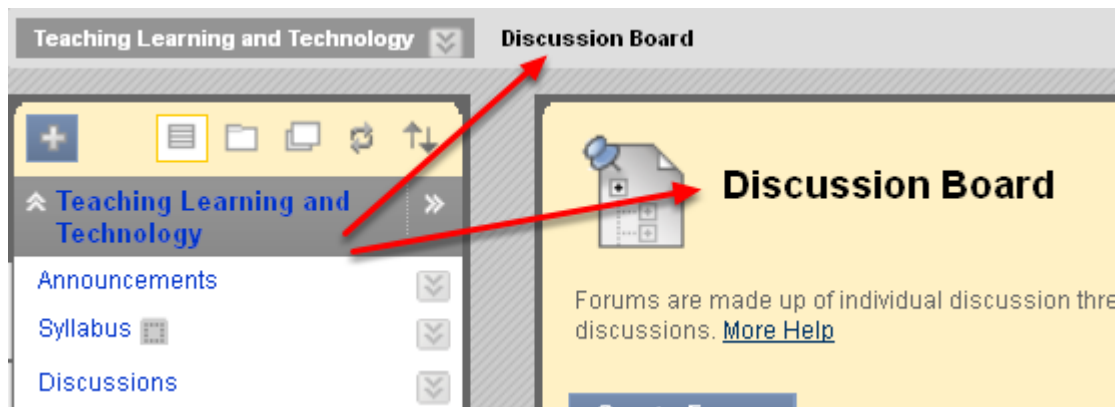 Teaching Learning and Technology
Discussion Board
Teaching Learning and
Technology
Announcements
Syllabus
Discussions
Discussion Board
Forums are made up of individual discussion thre
discussions. More Help